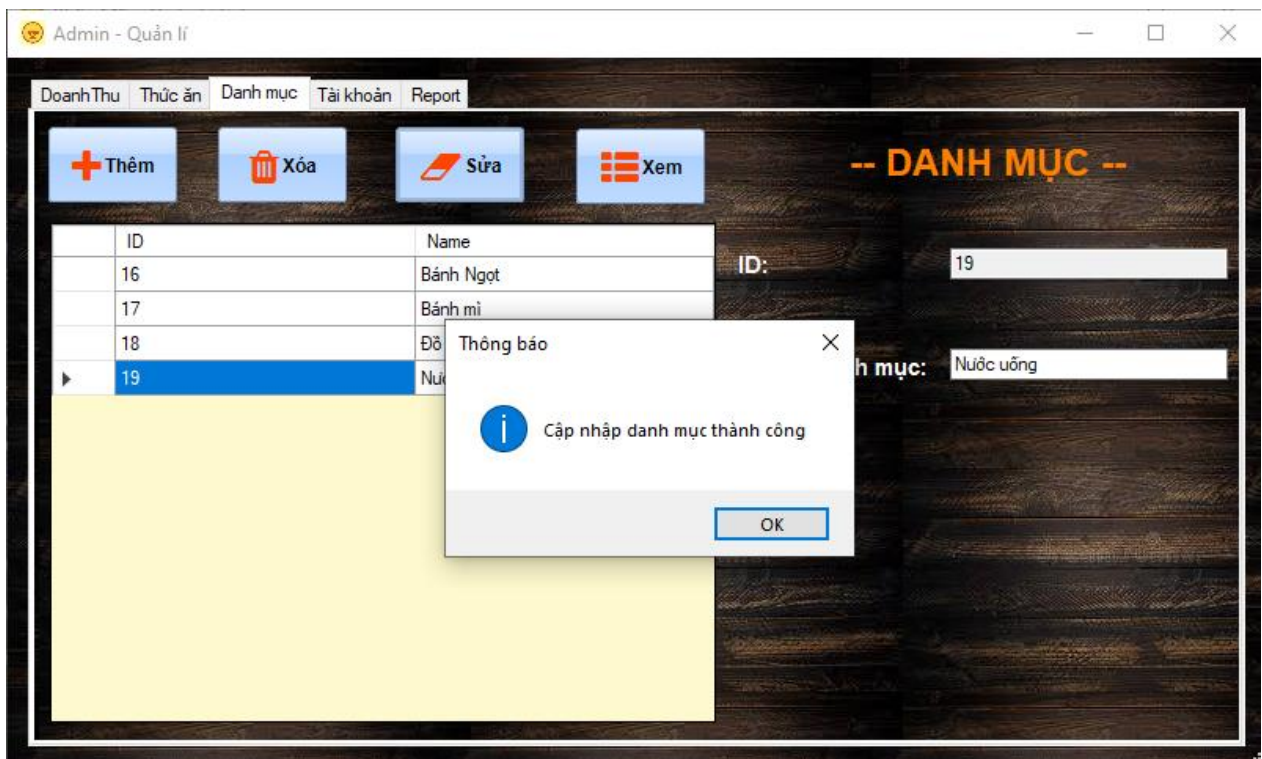 Admin - Quản lí
DoanhThu Thức ăn Danh mục Tài khoản Report
Thêm Xóa Sửa Xem
-- DANH MỤC --
ID Name
16 Bánh Ngọt
17 Bánh mì
18 Đồ
19
ID: 19
mục: Nước uống
Thông báo
Cập nhập danh mục thành công
OK